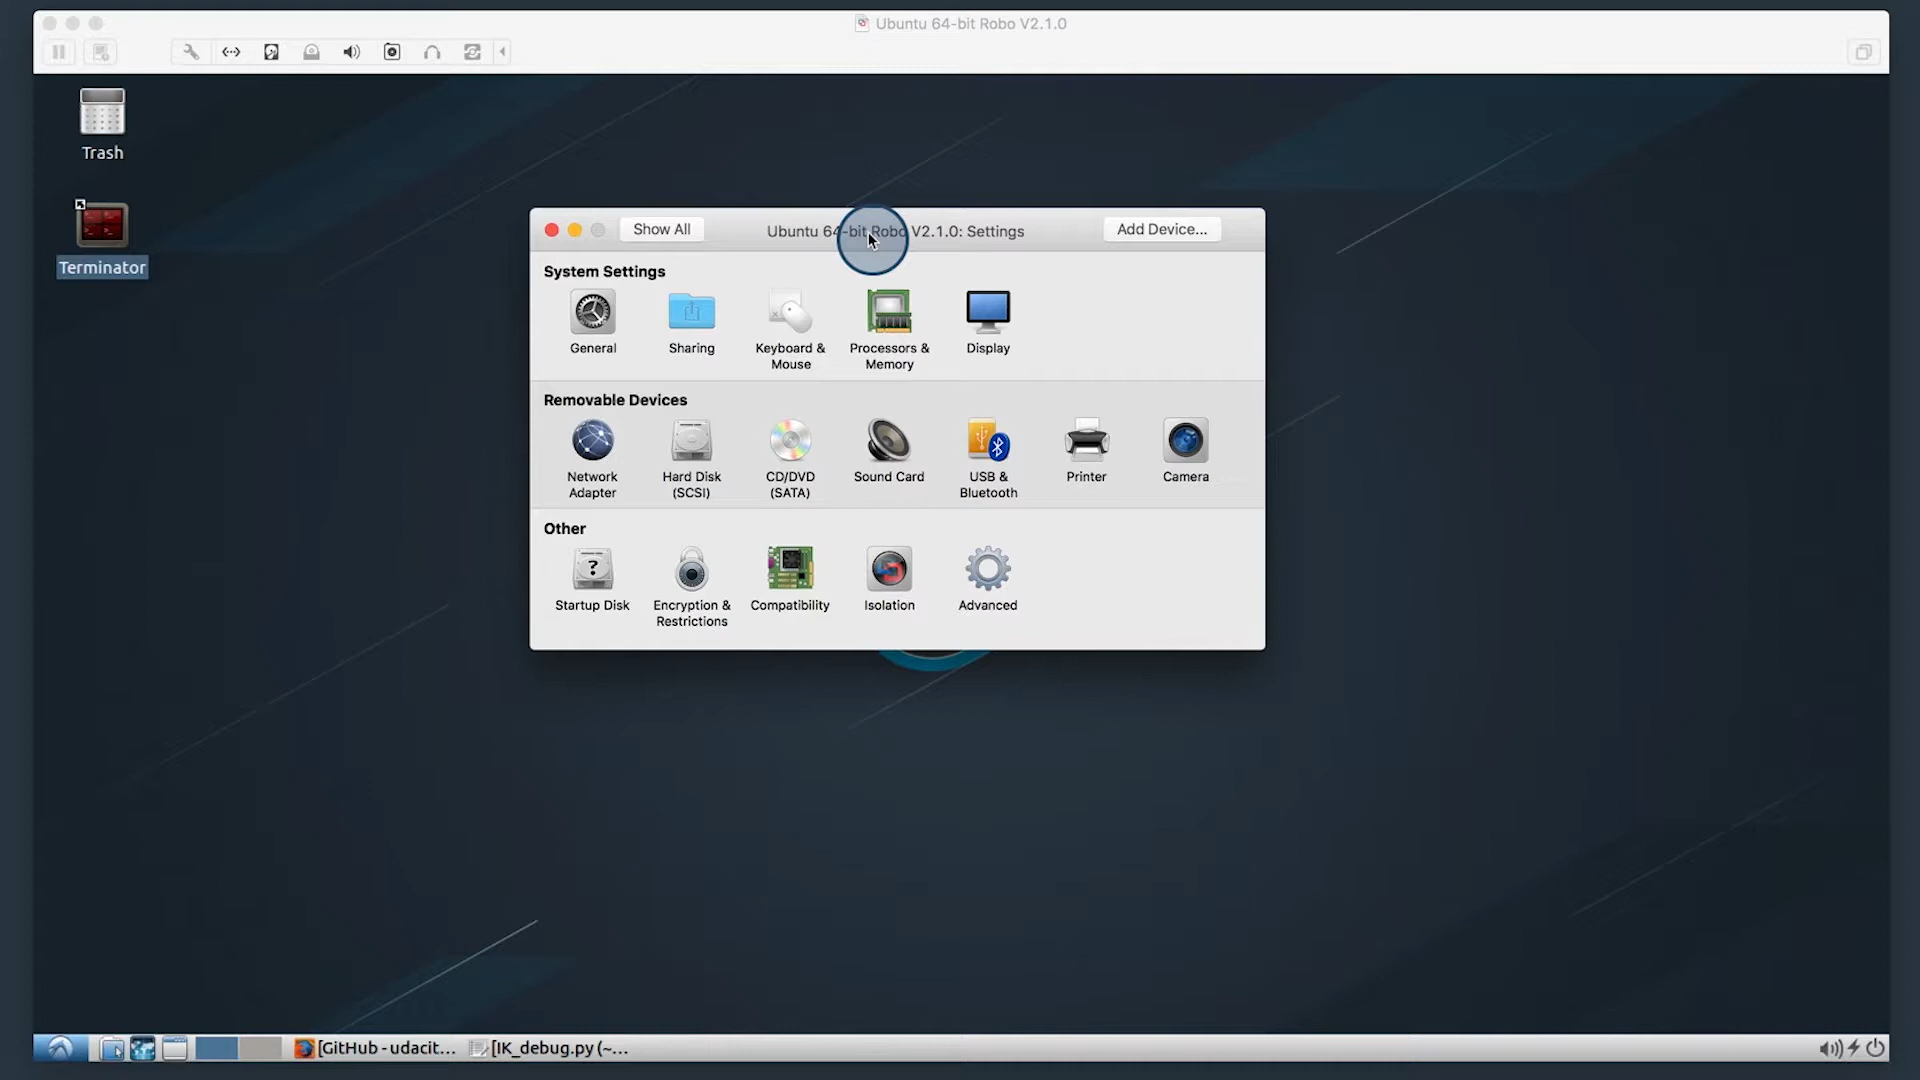 Ubuntu 64-bit Robo V2.1.0
Trash
Terminator
Show All
Ubuntu 64-bit Robo V2.1.0: Settings
Add Device...
System Settings
General
Sharing
Keyboard &
Mouse
Processors &
Memory
Display
Removable Devices
Network
Adapter
Hard Disk
(SCSI)
CD/DVD
(SATA)
Sound Card
USB &
Bluetooth
Printer
Camera
Other
Startup Disk
Encryption &
Restrictions
Compatibility
Isolation
Advanced
[GitHub - udacit...
[IK_debug.py (~...